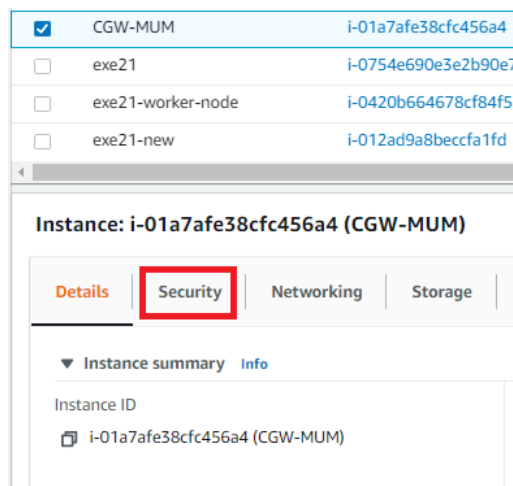 CGW-MUM i-01a7afe38cfc456a4
exe21 i-0754e690e3e2b90e7
exe21-worker-node i-0420b664678cf84f5
exe21-new i-012ad9a8beccfa1fd
Instance: i-01a7afe38cfc456a4 (CGW-MUM)
Details Security Networking Storage
Instance summary Info
Instance ID
i-01a7afe38cfc456a4 (CGW-MUM)